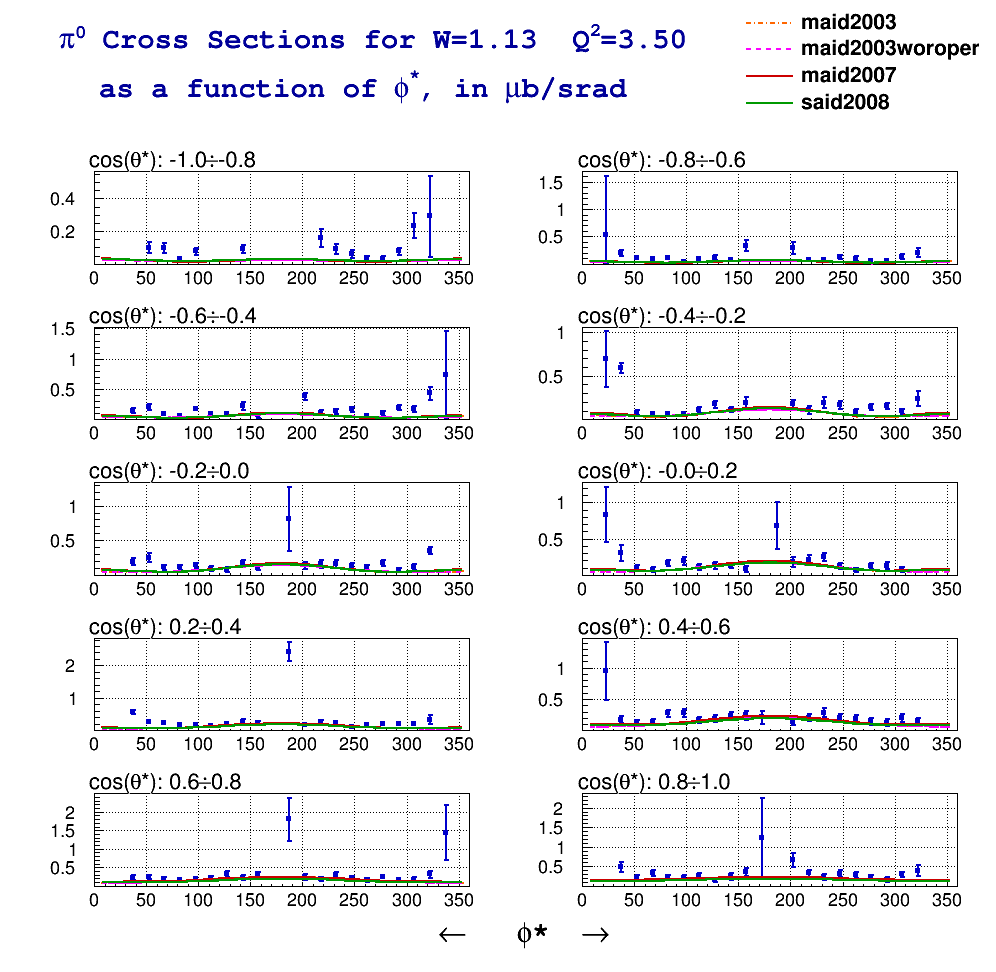 π⁰ Cross Sections for W=1.13 Q²=3.50
as a function of ϕ*, in μb/srad
maid2003
maid2003woroper
maid2007
said2008
cos(θ*): -1.0÷-0.8
0.4
0.2
0 50 100 150 200 250 300 350
cos(θ*): -0.8÷-0.6
1.5
1
0.5
0 50 100 150 200 250 300 350
cos(θ*): -0.6÷-0.4
1.5
1
0.5
0 50 100 150 200 250 300 350
cos(θ*): -0.4÷-0.2
1
0.5
0 50 100 150 200 250 300 350
cos(θ*): -0.2÷0.0
1
0.5
0 50 100 150 200 250 300 350
cos(θ*): -0.0÷0.2
1
0.5
0 50 100 150 200 250 300 350
cos(θ*): 0.2÷0.4
2
1
0 50 100 150 200 250 300 350
cos(θ*): 0.4÷0.6
1
0.5
0 50 100 150 200 250 300 350
cos(θ*): 0.6÷0.8
2
1.5
1
0.5
0 50 100 150 200 250 300 350
cos(θ*): 0.8÷1.0
2
1.5
1
0.5
0 50 100 150 200 250 300 350
← ϕ* →